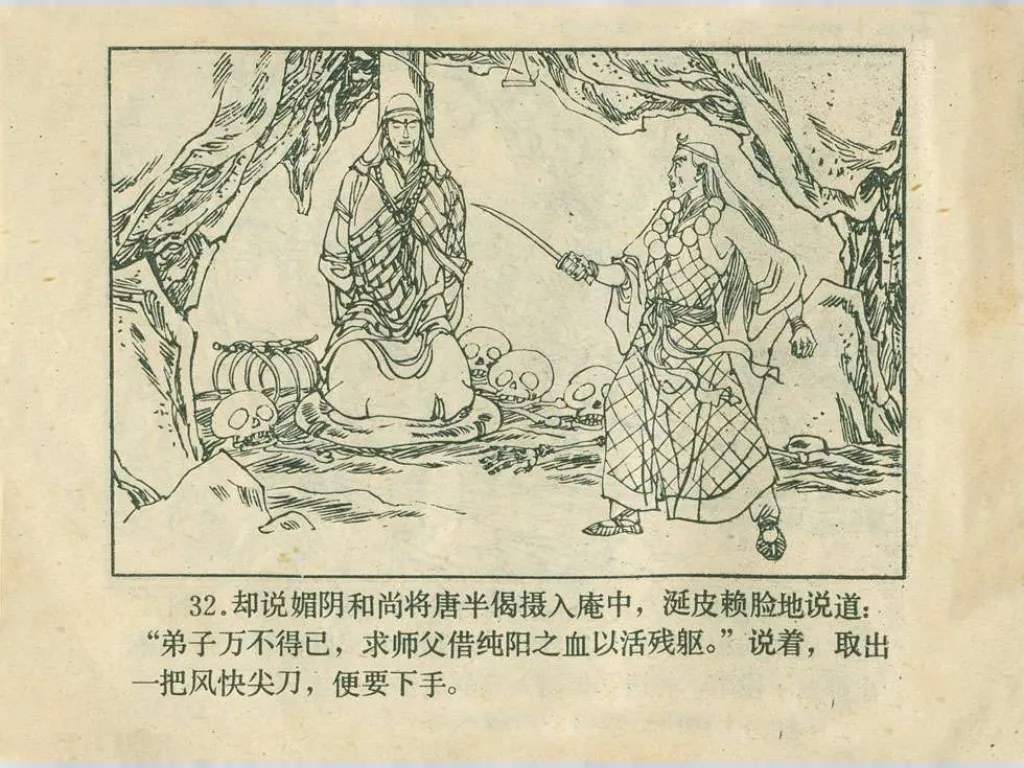 32.却说媚阴和尚将唐半偈摄入庵中，涎皮赖脸地说道：
“弟子万不得已，求师父借纯阳之血以活残躯。”说着，取出
一把风快尖刀，便要下手。